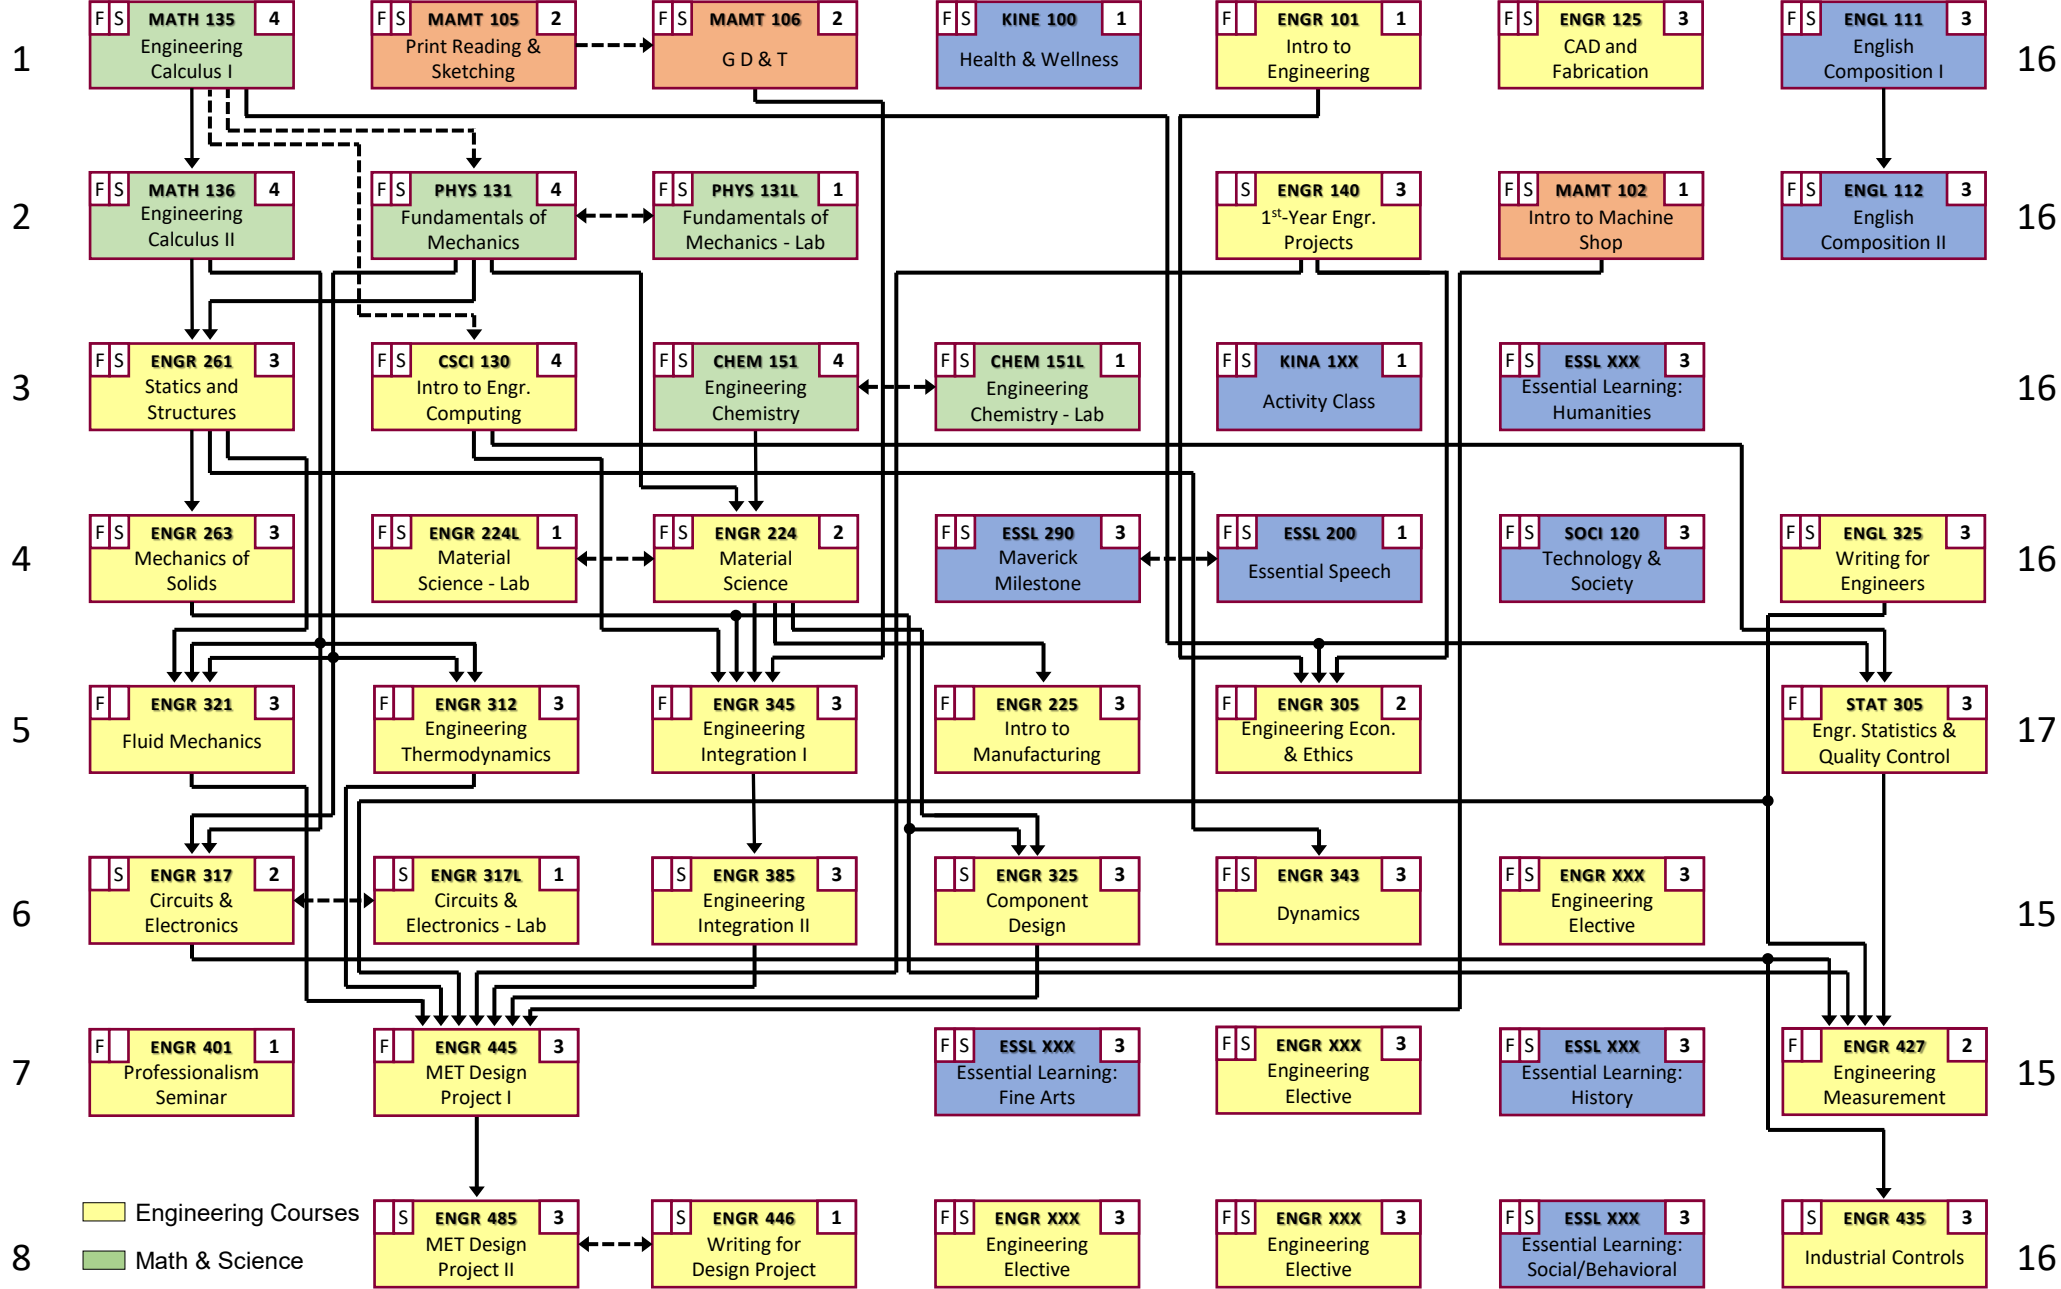 1
F S MATH 135 4
Engineering
Calculus I
F S MAMT 105 2
Print Reading &
Sketching
F S MAMT 106 2
G D & T
F S KINE 100 1
Health & Wellness
F ENGR 101 1
Intro to
Engineering
F S ENGR 125 3
CAD and
Fabrication
F S ENGL 111 3
English
Composition I
16
2
F S MATH 136 4
Engineering
Calculus II
F S PHYS 131 4
Fundamentals of
Mechanics
F S PHYS 131L 1
Fundamentals of
Mechanics - Lab
S ENGR 140 3
1st-Year Engr.
Projects
F S MAMT 102 1
Intro to Machine
Shop
F S ENGL 112 3
English
Composition II
16
3
F S ENGR 261 3
Statics and
Structures
F S CSCI 130 4
Intro to Engr.
Computing
F S CHEM 151 4
Engineering
Chemistry
F S CHEM 151L 1
Engineering
Chemistry - Lab
F S KINA 1XX 1
Activity Class
F S ESSL XXX 3
Essential Learning:
Humanities
16
4
F S ENGR 263 3
Mechanics of
Solids
F S ENGR 224L 1
Material
Science - Lab
F S ENGR 224 2
Material
Science
F S ESSL 290 3
Maverick
Milestone
F S ESSL 200 1
Essential Speech
F S SOCI 120 3
Technology &
Society
F S ENGL 325 3
Writing for
Engineers
16
5
F ENGR 321 3
Fluid Mechanics
F ENGR 312 3
Engineering
Thermodynamics
F ENGR 345 3
Engineering
Integration I
F ENGR 225 3
Intro to
Manufacturing
F ENGR 305 2
Engineering Econ.
& Ethics
F STAT 305 3
Engr. Statistics &
Quality Control
17
6
S ENGR 317 2
Circuits &
Electronics
S ENGR 317L 1
Circuits &
Electronics - Lab
S ENGR 385 3
Engineering
Integration II
S ENGR 325 3
Component
Design
F S ENGR 343 3
Dynamics
F S ENGR XXX 3
Engineering
Elective
15
7
F ENGR 401 1
Professionalism
Seminar
F ENGR 445 3
MET Design
Project I
F S ESSL XXX 3
Essential Learning:
Fine Arts
F S ENGR XXX 3
Engineering
Elective
F S ESSL XXX 3
Essential Learning:
History
F ENGR 427 2
Engineering
Measurement
15
8
Engineering Courses
Math & Science
S ENGR 485 3
MET Design
Project II
S ENGR 446 1
Writing for
Design Project
F S ENGR XXX 3
Engineering
Elective
F S ENGR XXX 3
Engineering
Elective
F S ESSL XXX 3
Essential Learning:
Social/Behavioral
S ENGR 435 3
Industrial Controls
16